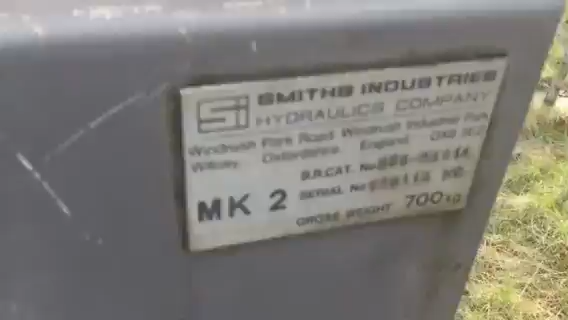 Si SMITHS INDUSTRIES
HYDRAULICS COMPANY
Windrush Park Road Windrush Industrial Park
Witney, Oxfordshire, England
B.R.CAT. No
MK 2 SERIAL No
GROSS WEIGHT 700 KG